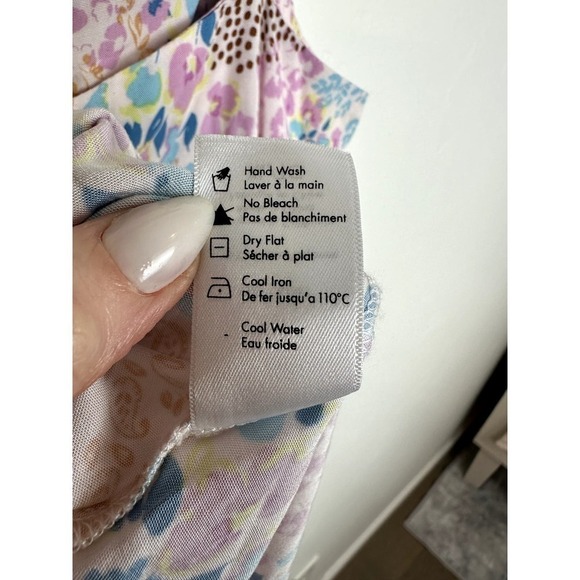 Hand Wash
Laver à la main
No Bleach
Pas de blanchiment
Dry Flat
Sécher à plat
Cool Iron
De fer jusqu'a 110°C
- Cool Water
Eau froide